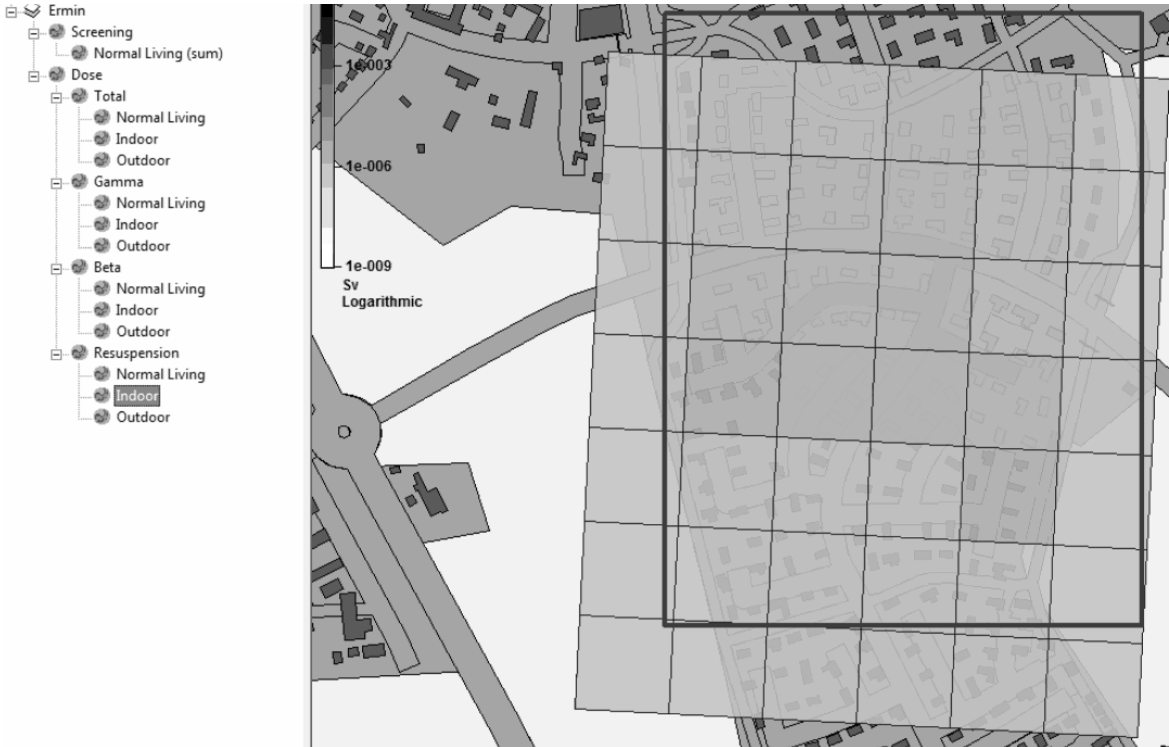 Ermin
Screening
Normal Living (sum)
Dose
Total
Normal Living
Indoor
Outdoor
Gamma
Normal Living
Indoor
Outdoor
Beta
Normal Living
Indoor
Outdoor
Resuspension
Normal Living
Indoor
Outdoor
1e-003
1e-006
1e-009
Sv
Logarithmic